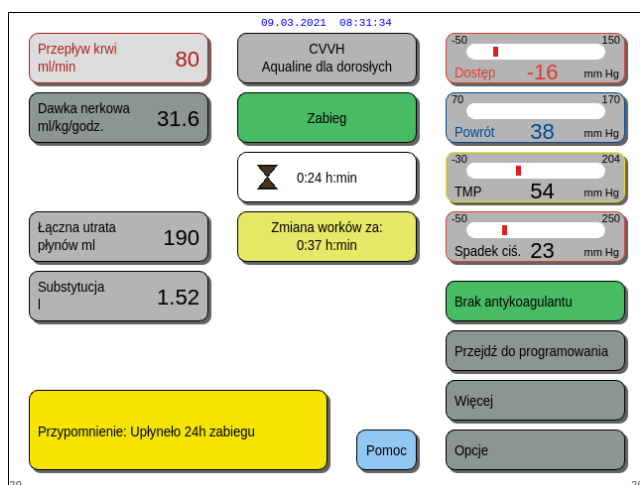 09.03.2021 08:31:34
Przepływ krwi
ml/min
80
CVVH
Aqualine dla dorosłych
-50
150
Dostęp
-16
mm Hg
Dawka nerkowa
ml/kg/godz.
31.6
Zabieg
70
170
Powrót
38
mm Hg
0:24 h:min
-30
204
TMP
54
mm Hg
Łączna utrata
płynów ml
190
Zmiana worków za:
0:37 h:min
-50
250
Spadek ciś.
23
mm Hg
Substytucja
l
1.52
Brak antykoagulantu
Przejdź do programowania
Więcej
Przypomnienie: Upłyneło 24h zabiegu
Pomoc
Opcje